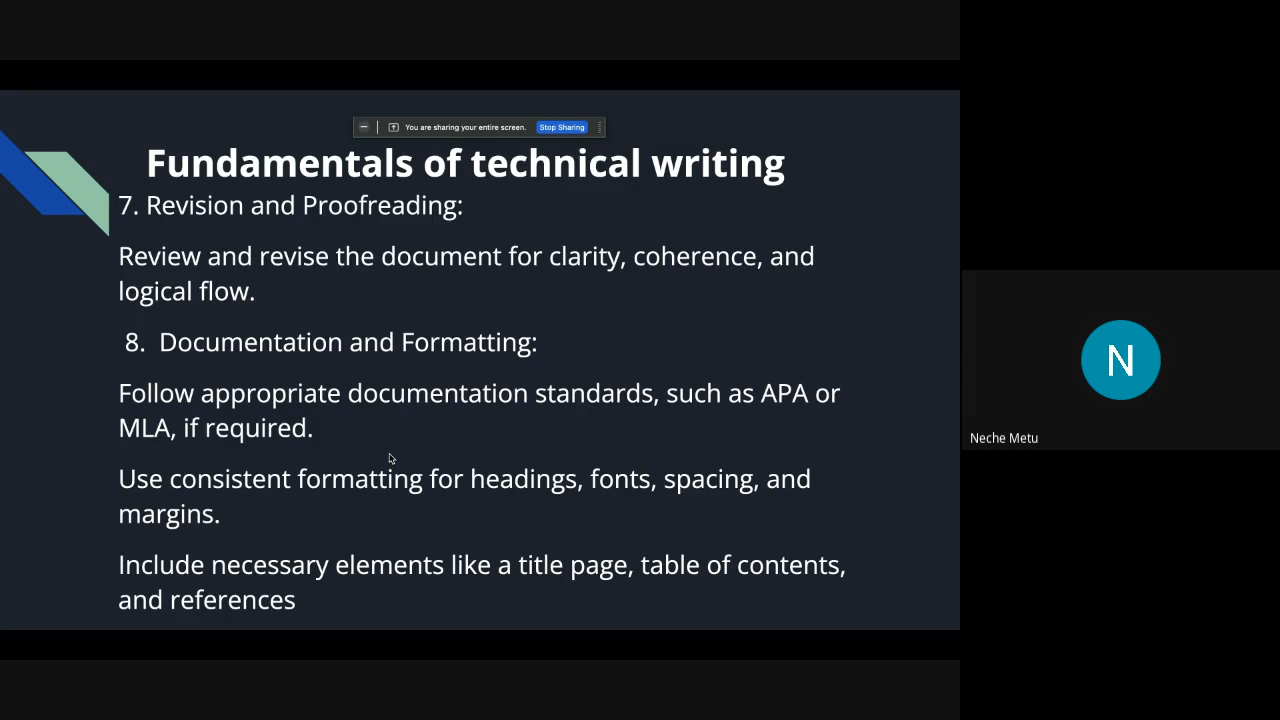 You are sharing your entire screen.
Stop Sharing
Fundamentals of technical writing
7. Revision and Proofreading:
Review and revise the document for clarity, coherence, and
logical flow.
8. Documentation and Formatting:
Follow appropriate documentation standards, such as APA or
MLA, if required.
Use consistent formatting for headings, fonts, spacing, and
margins.
Include necessary elements like a title page, table of contents,
and references
N
Neche Metu